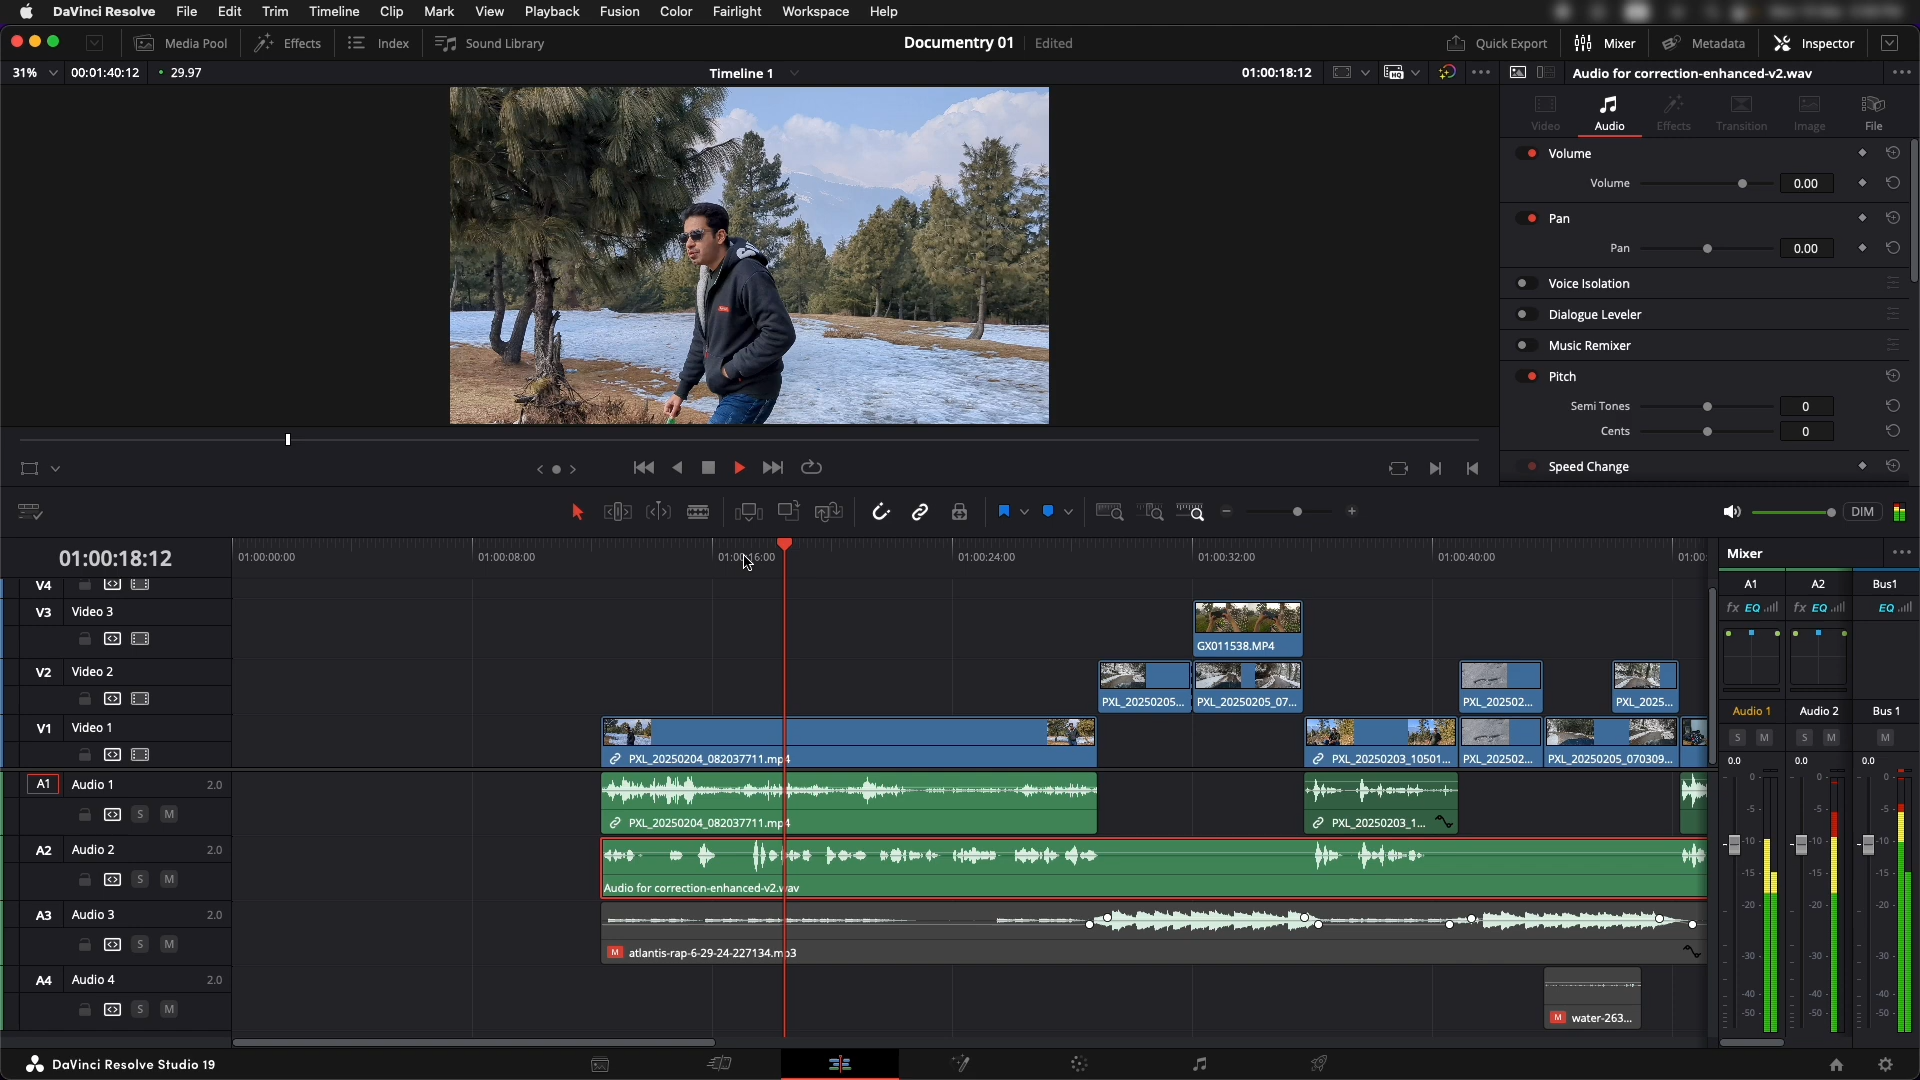 DaVinci Resolve File Edit Trim Timeline Clip Mark View Playback Fusion Color Fairlight Workspace Help
Media Pool Effects Index Sound Library Documentry 01 Edited Quick Export Mixer Metadata Inspector
31% 00:01:40:12 29.97 Timeline 1 01:00:18:12 Audio for correction-enhanced-v2.wav
Video Audio Effects Transition Image File
Volume
Volume 0.00
Pan
Pan 0.00
Voice Isolation
Dialogue Leveler
Music Remixer
Pitch
Semi Tones 0
Cents 0
Speed Change
DIM
01:00:18:12 01:00:00:00 01:00:08:00 01:00:16:00 01:00:24:00 01:00:32:00 01:00:40:00 01:00: Mixer
V4
A1 A2 Bus1
V3 Video 3
fx EQ fx EQ EQ
GX011538.MP4
V2 Video 2
PXL_20250205... PXL_20250205_07... PXL_202502... PXL_2025...
Audio 1 Audio 2 Bus 1
V1 Video 1
S M S M M
PXL_20250204_082037711.mp4 PXL_20250203_10501... PXL_202502... PXL_20250205_070309...
0.0 0.0 0.0
A1 Audio 1 2.0
S M
PXL_20250204_082037711.mp4 PXL_20250203_1...
A2 Audio 2 2.0
S M
Audio for correction-enhanced-v2.wav
A3 Audio 3 2.0
S M
M atlantis-rap-6-29-24-227134.mp3
A4 Audio 4 2.0
S M
M water-263...
0 0 0
-5 -5 -5
-10 -10 -10
-15 -15 -15
-20 -20 -20
-30 -30 -30
-40 -40 -40
-50 -50 -50
DaVinci Resolve Studio 19